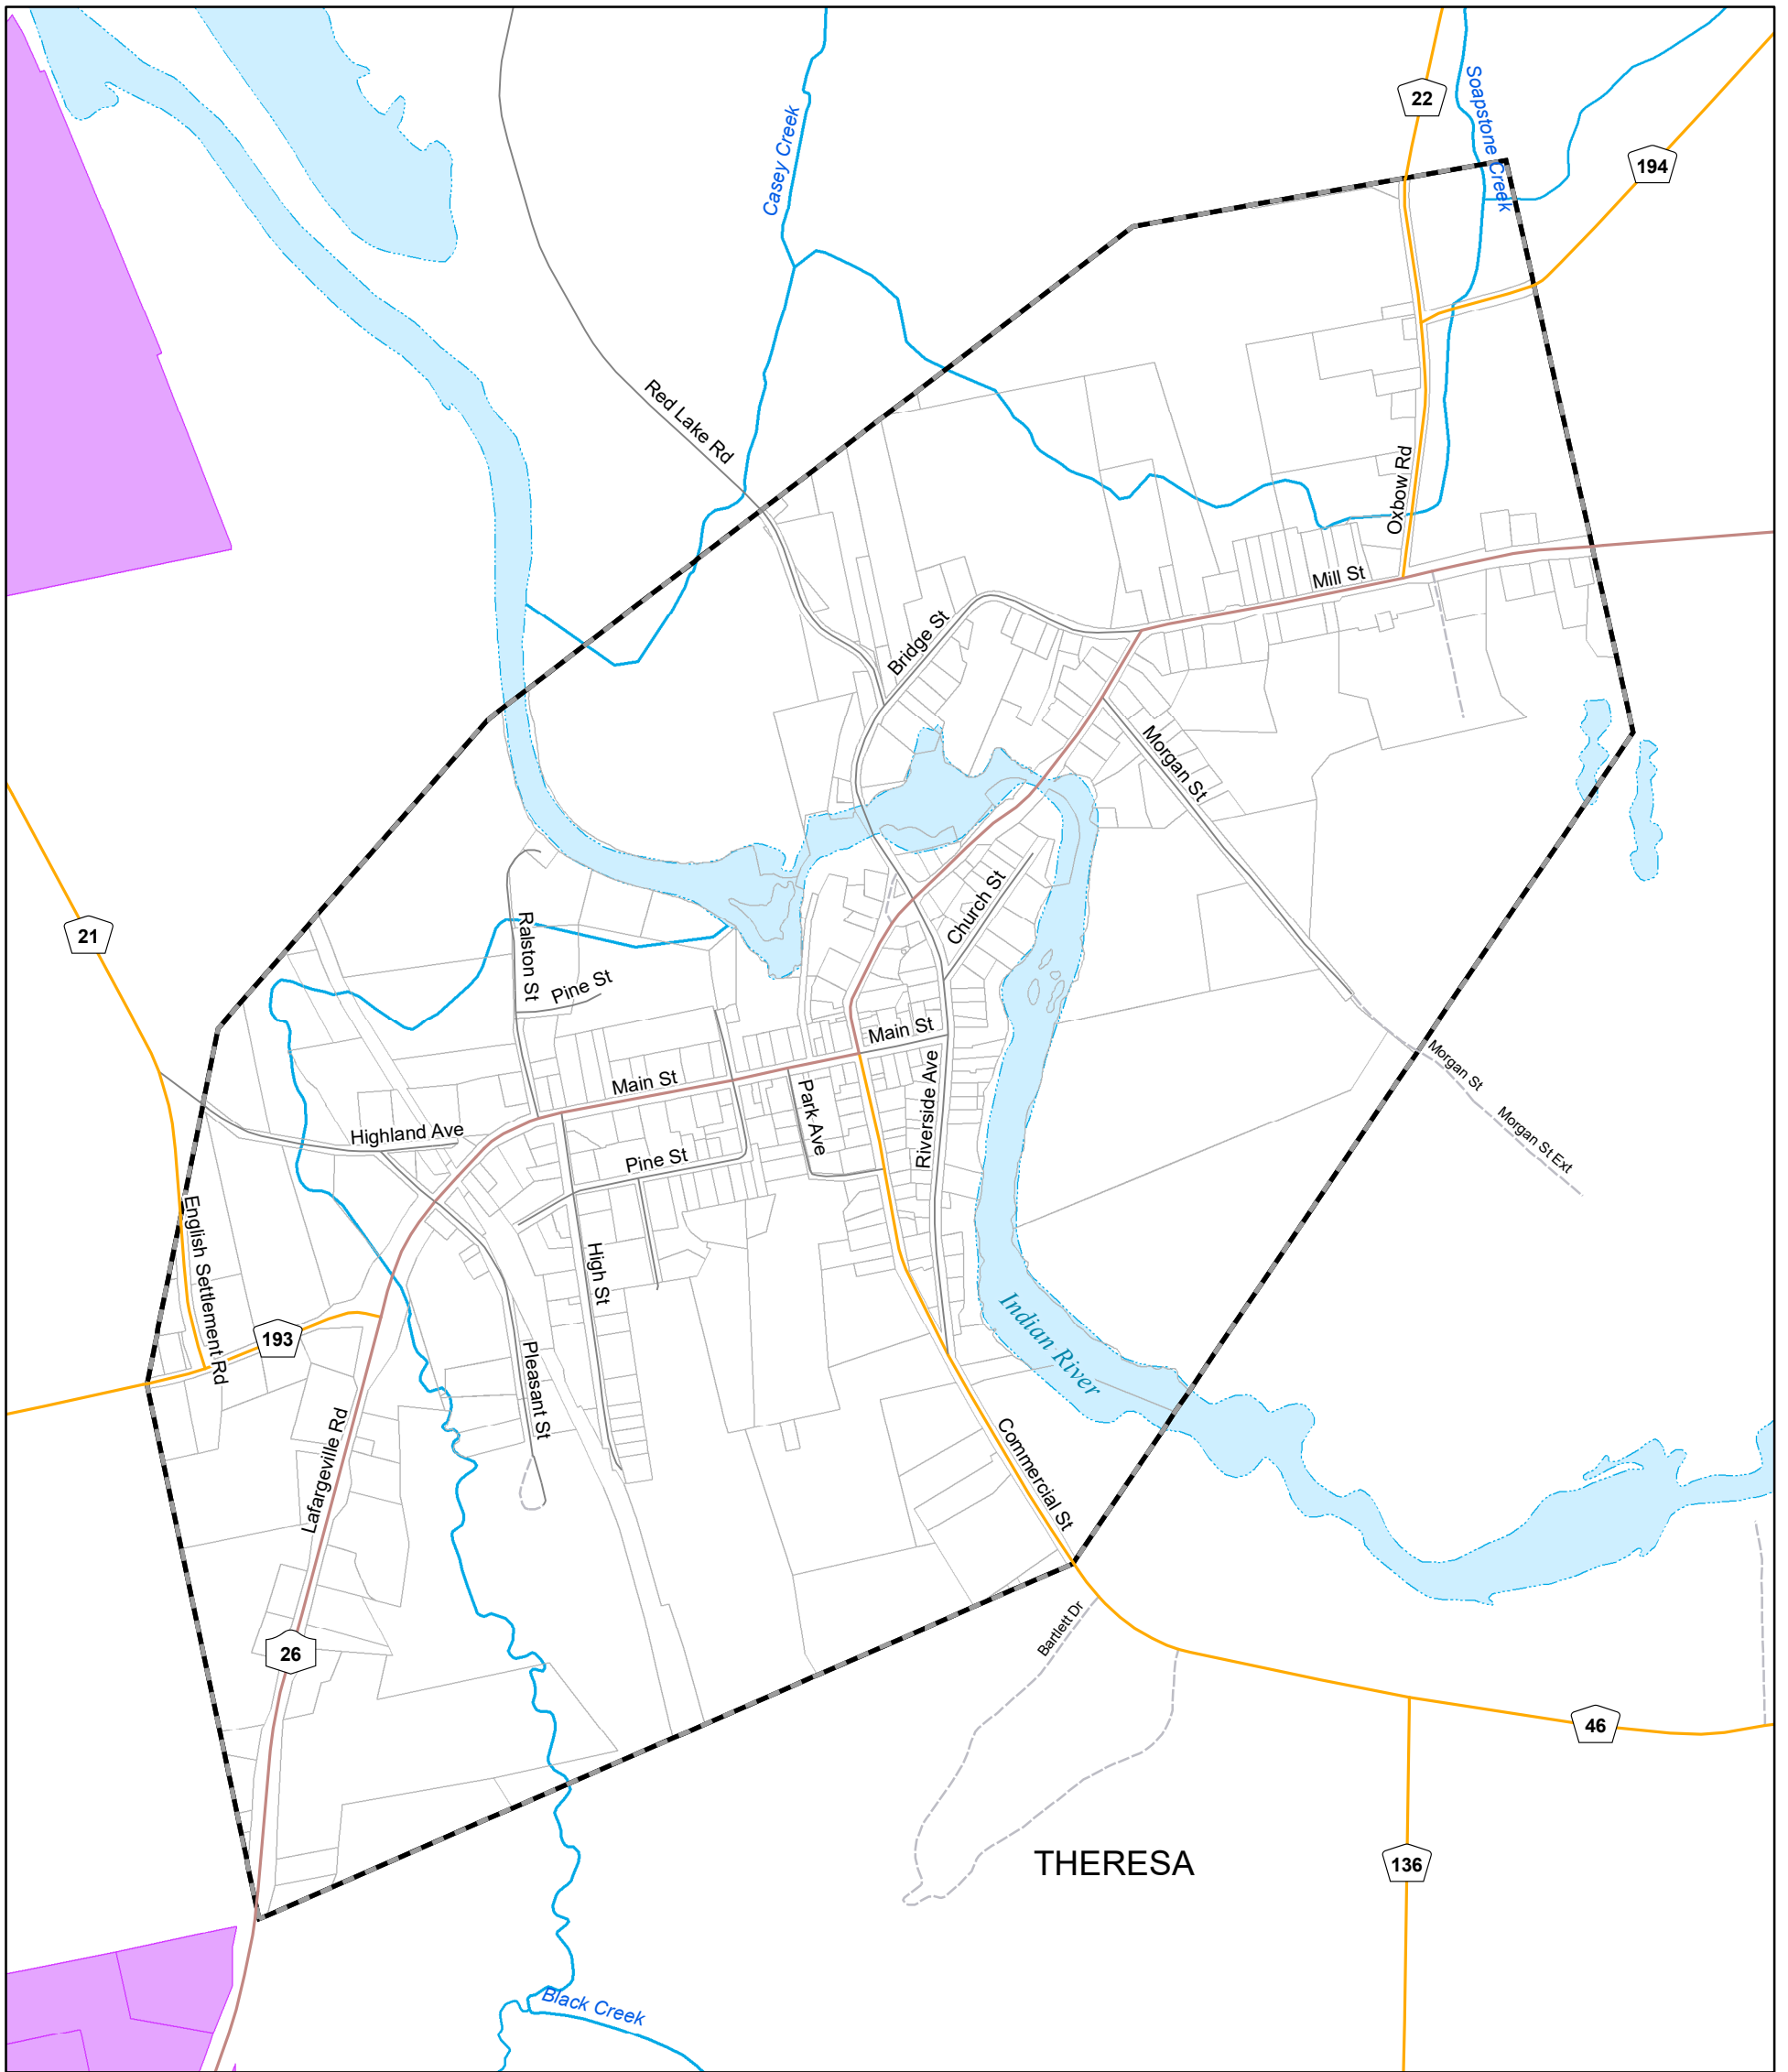 Soapstone Creek
22
Casey Creek
194
Red Lake Rd
Oxbow Rd
Mill St
Bridge St
Morgan St
Church St
21
Ralston St
Pine St
Main St
Main St
Morgan St
Park Ave
Riverside Ave
Highland Ave
Morgan St Ext
Pine St
English Settlement Rd
High St
193
Indian River
Pleasant St
Lafargeville Rd
Commercial St
Bartlett Dr
26
46
THERESA
136
Black Creek